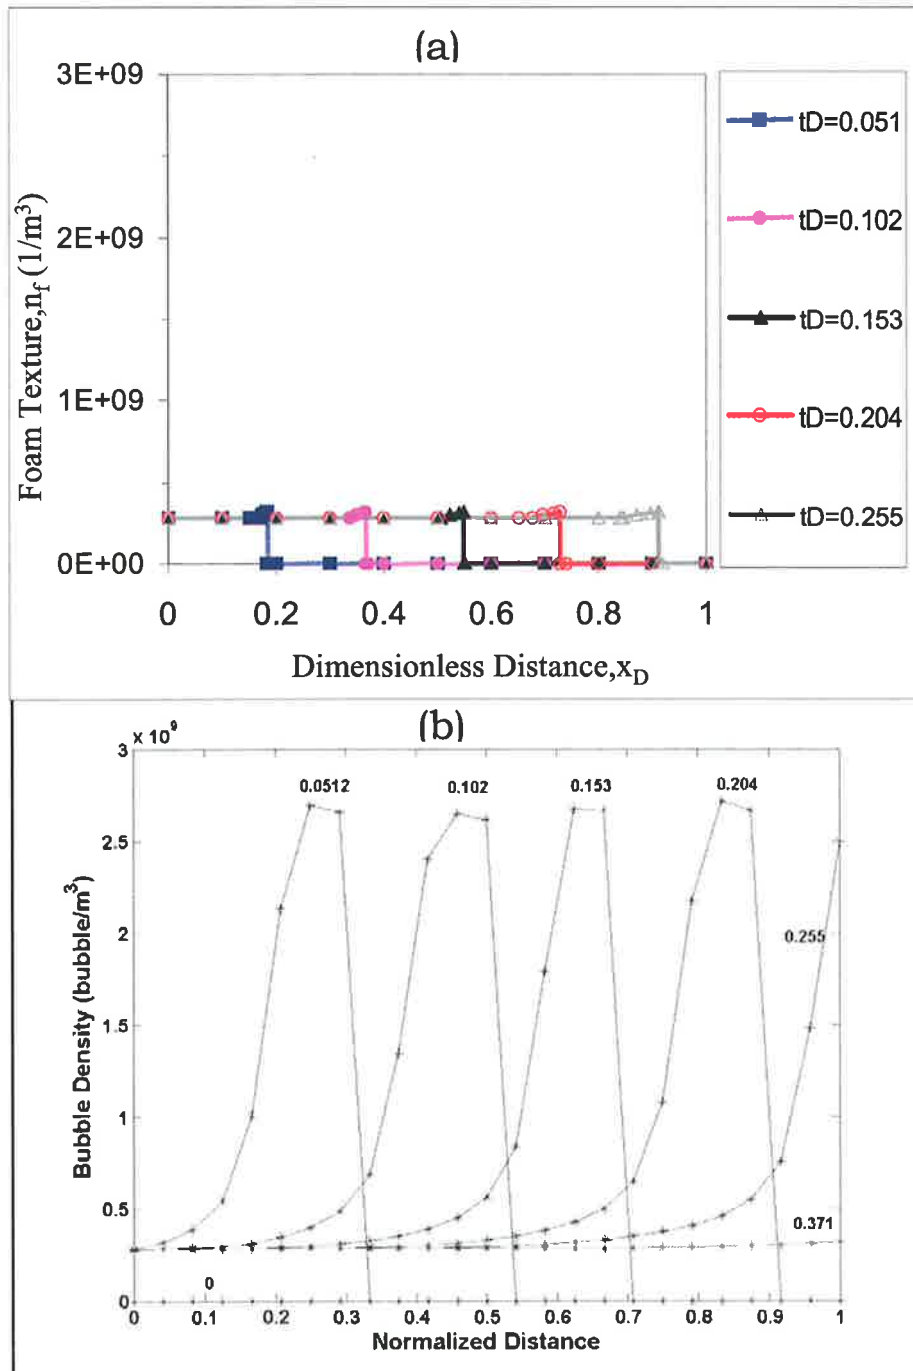 (a)
3E+09
2E+09
1E+09
0E+00
Foam Texture,nf (1/m³)
0 0.2 0.4 0.6 0.8 1
Dimensionless Distance,xD
tD=0.051
tD=0.102
tD=0.153
tD=0.204
tD=0.255
(b)
x 10⁹
3
2.5
2
1.5
1
0.5
0
Bubble Density (bubble/m³)
0.0512
0.102
0.153
0.204
0.255
0.371
0
0 0.1 0.2 0.3 0.4 0.5 0.6 0.7 0.8 0.9 1
Normalized Distance